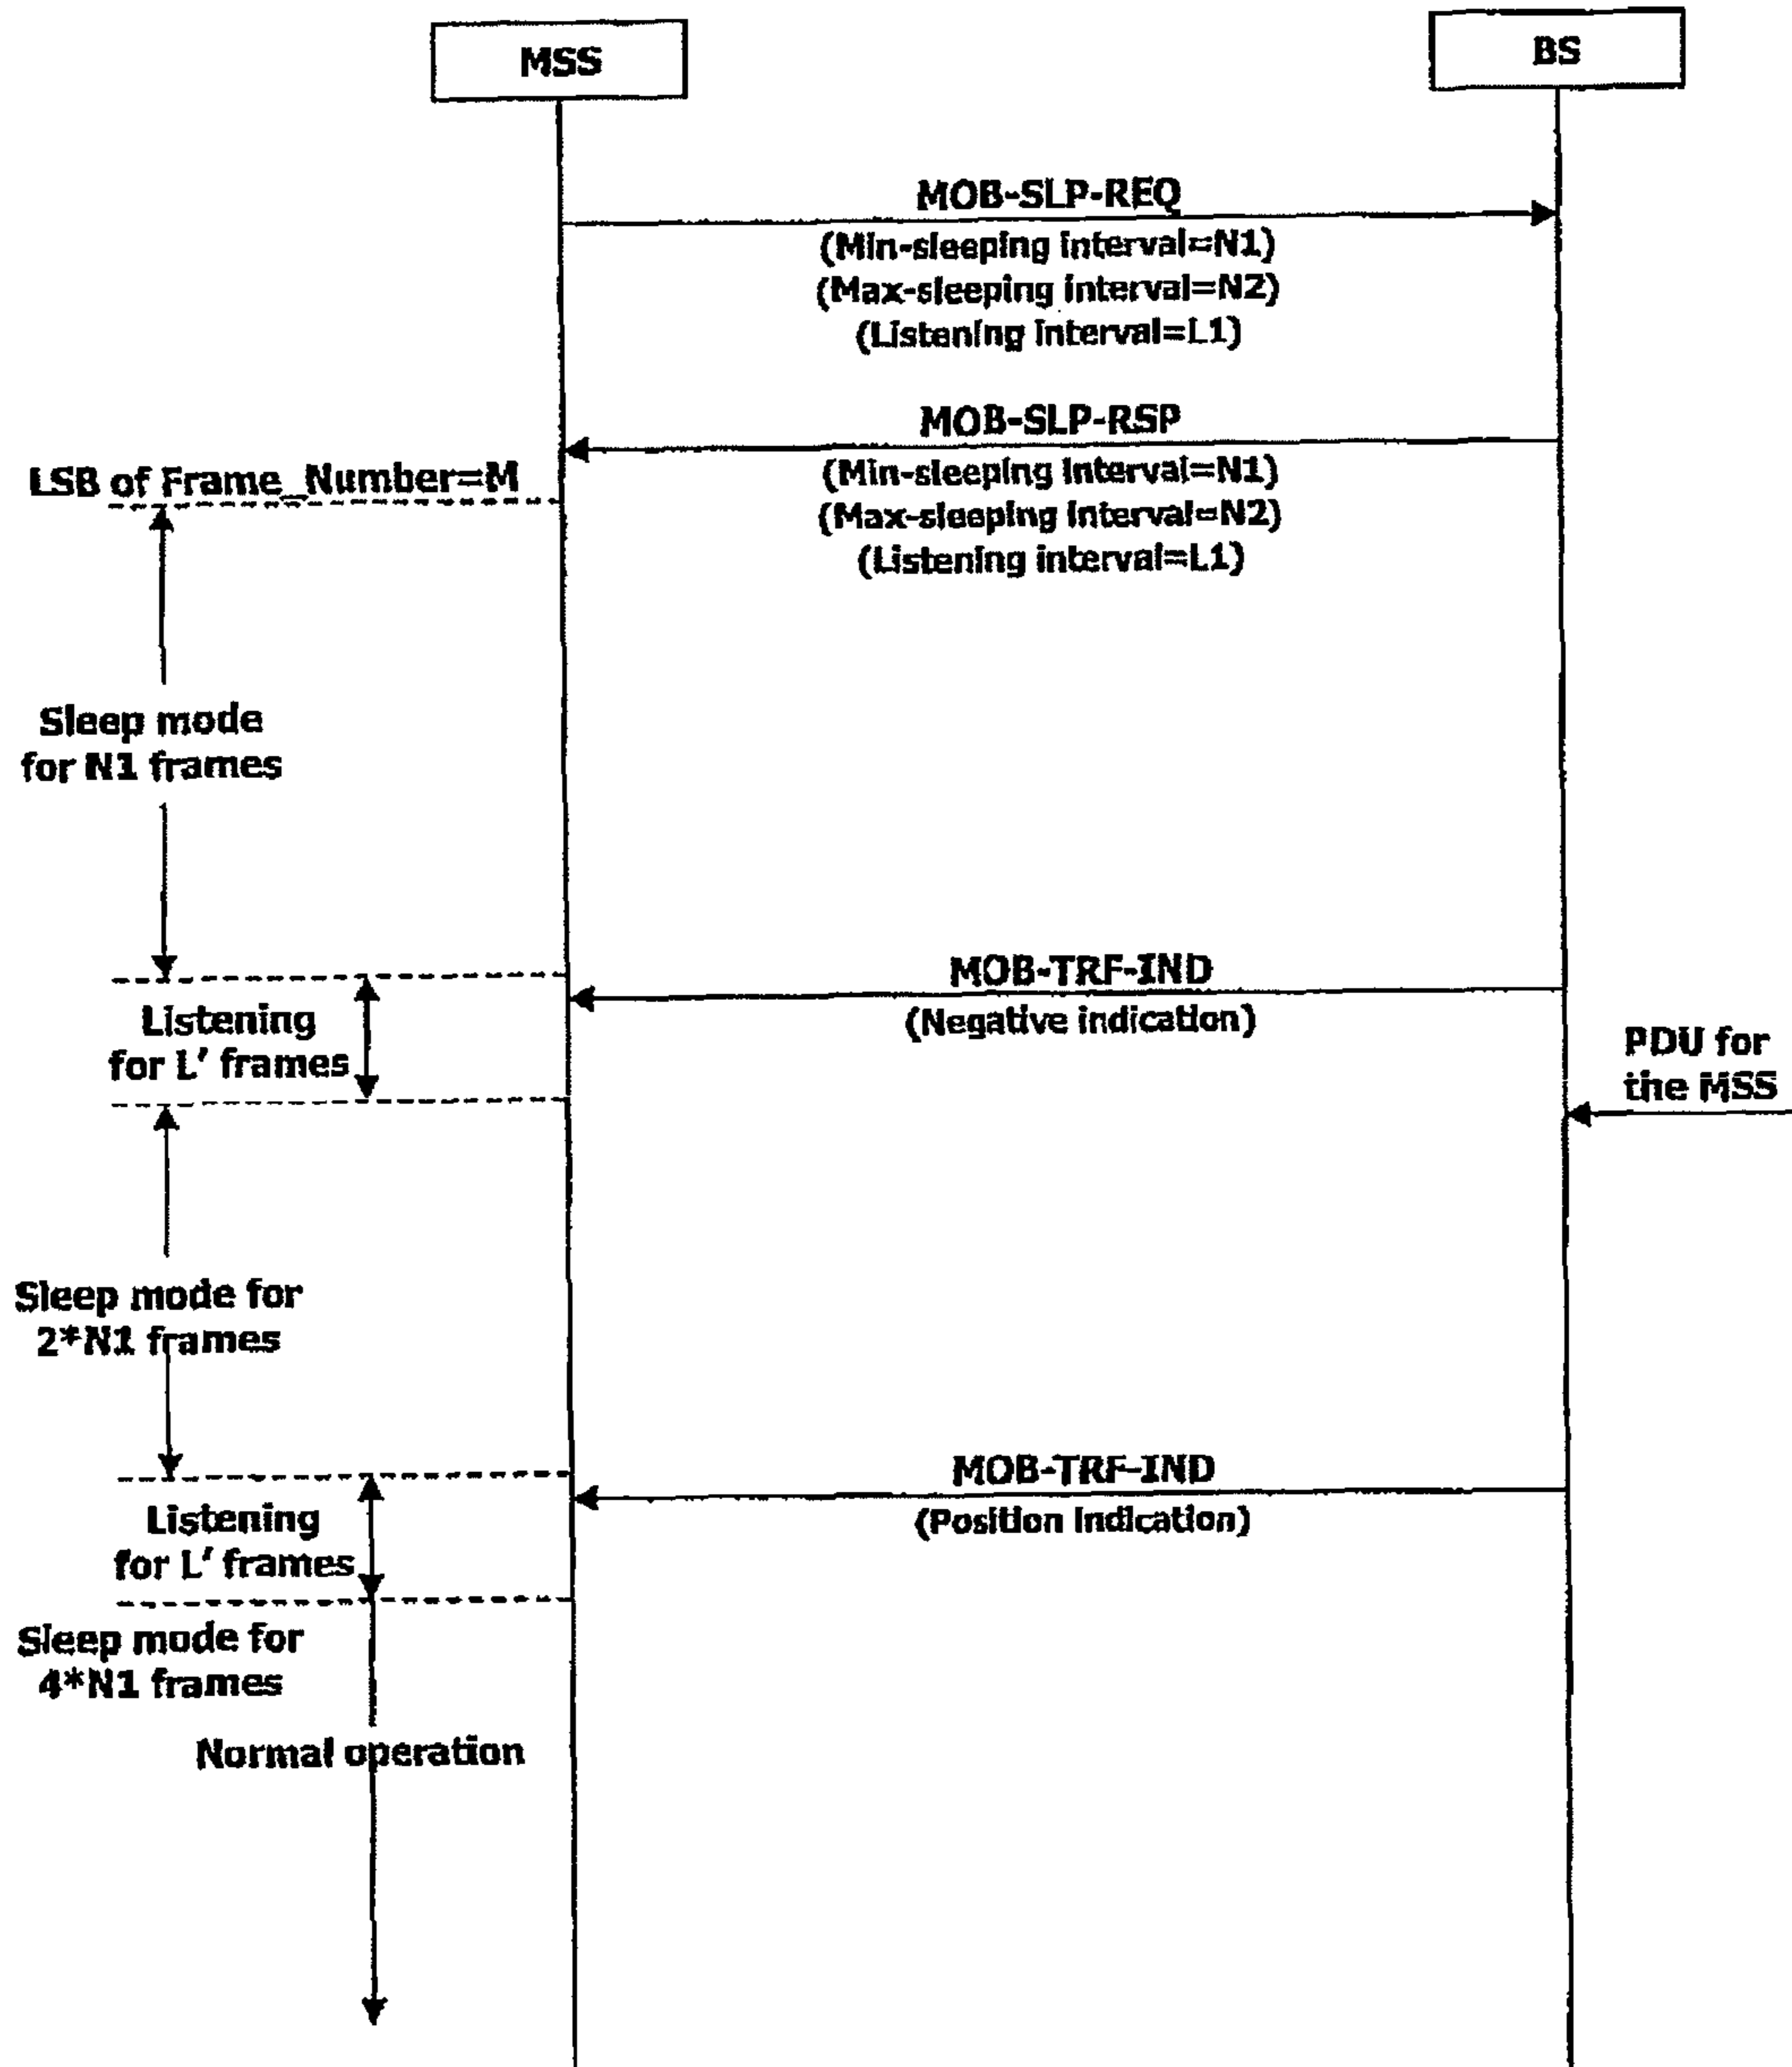 MSS
BS
MOB-SLP-REQ
(Min-sleeping interval=N1)
(Max-sleeping interval=N2)
(Listening interval=L1)
MOB-SLP-RSP
(Min-sleeping interval=N1)
(Max-sleeping interval=N2)
(Listening interval=L1)
LSB of Frame_Number=M
Sleep mode
for N1 frames
MOB-TRF-IND
(Negative indication)
Listening
for L' frames
PDU for
the MSS
Sleep mode for
2*N1 frames
MOB-TRF-IND
(Position indication)
Listening
for L' frames
Sleep mode for
4*N1 frames
Normal operation